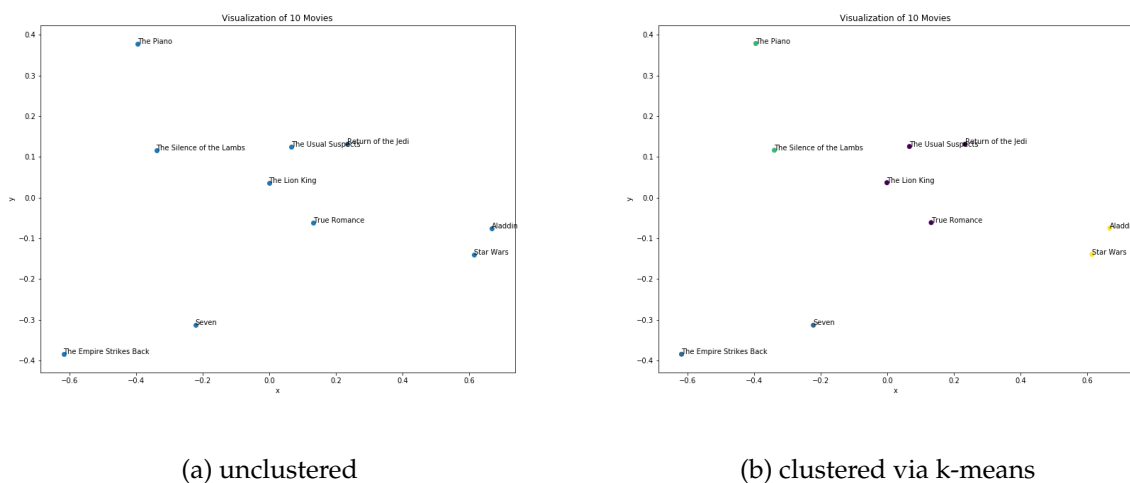 Visualization of 10 Movies
0.4
0.3
0.2
0.1
0.0
−0.1
−0.2
−0.3
−0.4
y
The Piano
The Silence of the Lambs
The Usual Suspects
Return of the Jedi
The Lion King
True Romance
Aladdin
Star Wars
Seven
The Empire Strikes Back
−0.6 −0.4 −0.2 0.0 0.2 0.4 0.6
x
(a) unclustered
Visualization of 10 Movies
0.4
0.3
0.2
0.1
0.0
−0.1
−0.2
−0.3
−0.4
y
The Piano
The Silence of the Lambs
The Usual Suspects
Return of the Jedi
The Lion King
True Romance
Aladdin
Star Wars
Seven
The Empire Strikes Back
−0.6 −0.4 −0.2 0.0 0.2 0.4 0.6
x
(b) clustered via k-means